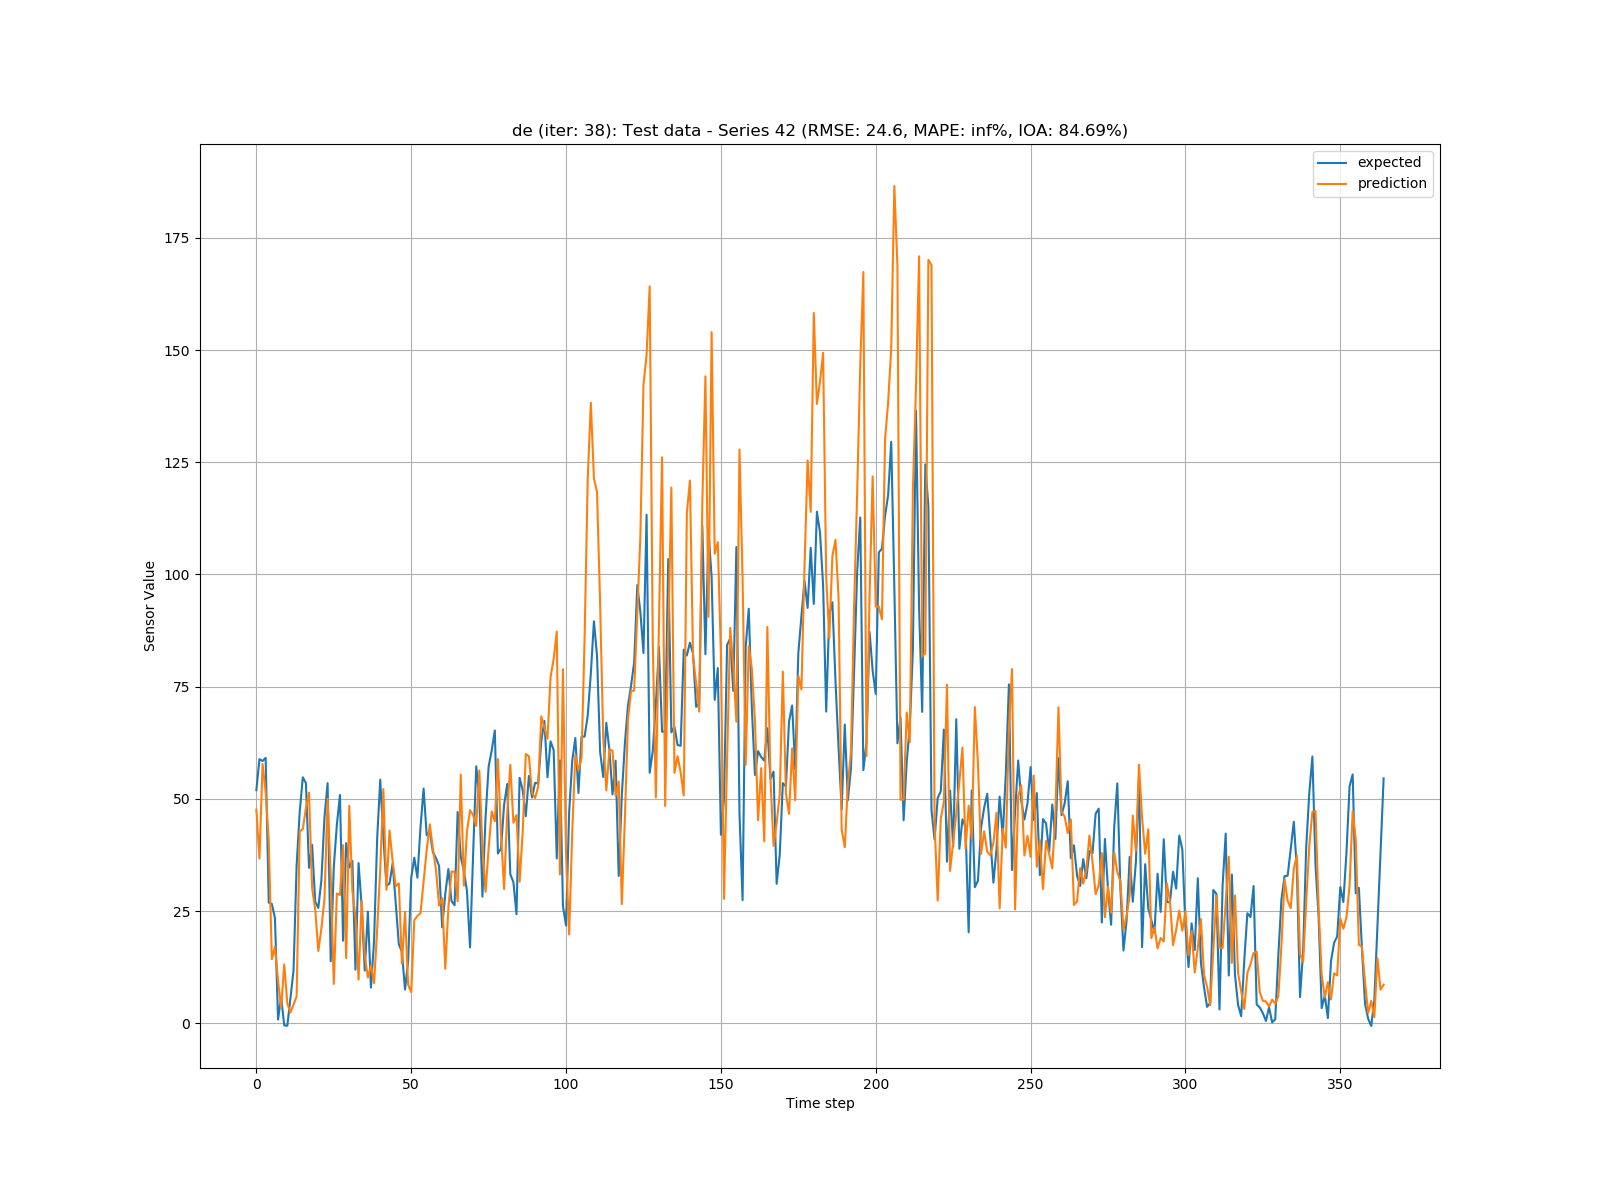 de (iter: 38): Test data - Series 42 (RMSE: 24.6, MAPE: inf%, IOA: 84.69%)
expected
prediction
175
150
125
100
75
50
25
0
Sensor Value
0 50 100 150 200 250 300 350
Time step